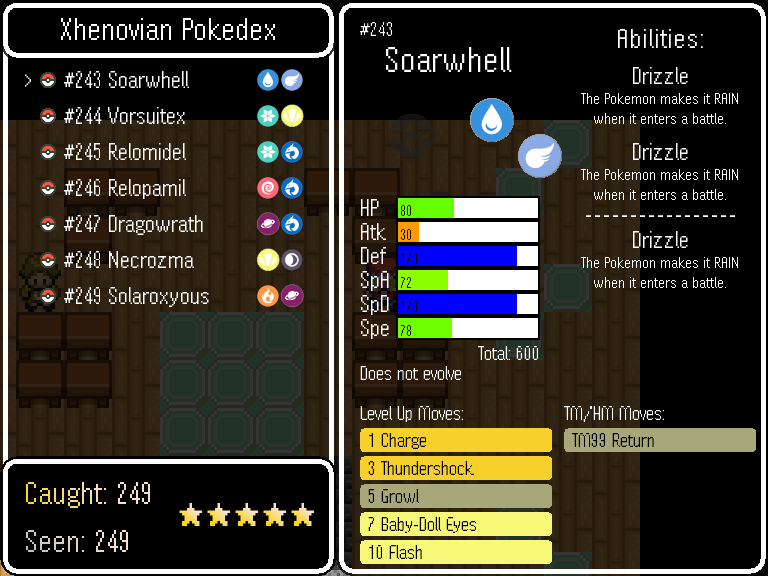 Xhenovian Pokedex
> #243 Soarwhell
#244 Vorsuitex
#245 Relomidel
#246 Relopamil
#247 Dragowrath
#248 Necrozma
#249 Solaroxyous
Caught: 249
Seen: 249
#243
Soarwhell
HP 80
Atk 30
Def 170
SpA 72
SpD 170
Spe 78
Total: 600
Does not evolve
Abilities:
Drizzle
The Pokemon makes it RAIN
when it enters a battle.
Drizzle
The Pokemon makes it RAIN
when it enters a battle.
Drizzle
The Pokemon makes it RAIN
when it enters a battle.
Level Up Moves:
1 Charge
3 Thundershock
5 Growl
7 Baby-Doll Eyes
10 Flash
TM/HM Moves:
TM99 Return